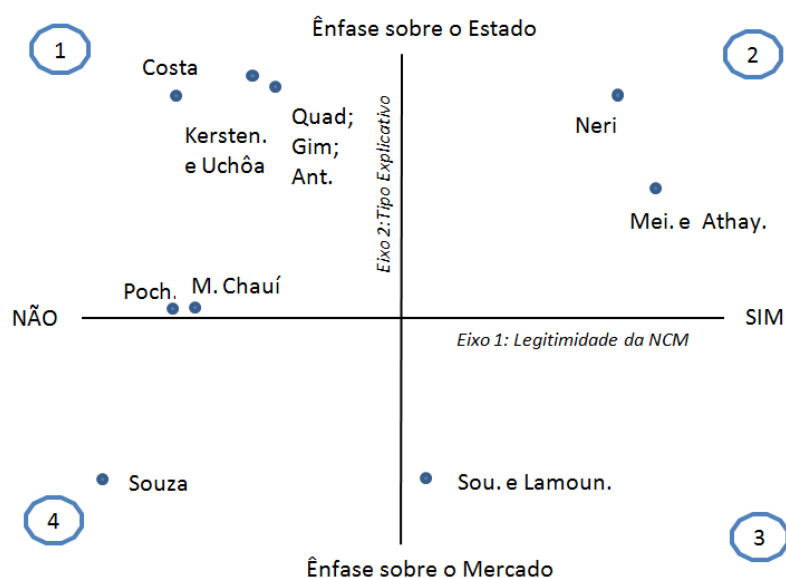 Ênfase sobre o Estado
1
2
Costa
Quad;
Gim;
Ant.
Kersten.
e Uchôa
Neri
Eixo 2:Tipo Explicativo
Mei. e Athay.
Poch.
M. Chauí
NÃO
SIM
Eixo 1: Legitimidade da NCM
Souza
Sou. e Lamoun.
4
3
Ênfase sobre o Mercado